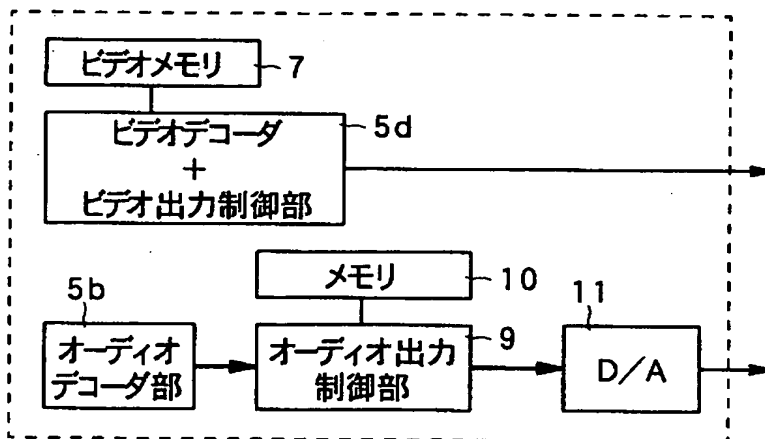 ビデオメモリ
7
ビデオデコーダ
+
ビデオ出力制御部
5d
メモリ
10
5b
オーディオ
デコーダ部
オーディオ出力
制御部
9
11
D/A